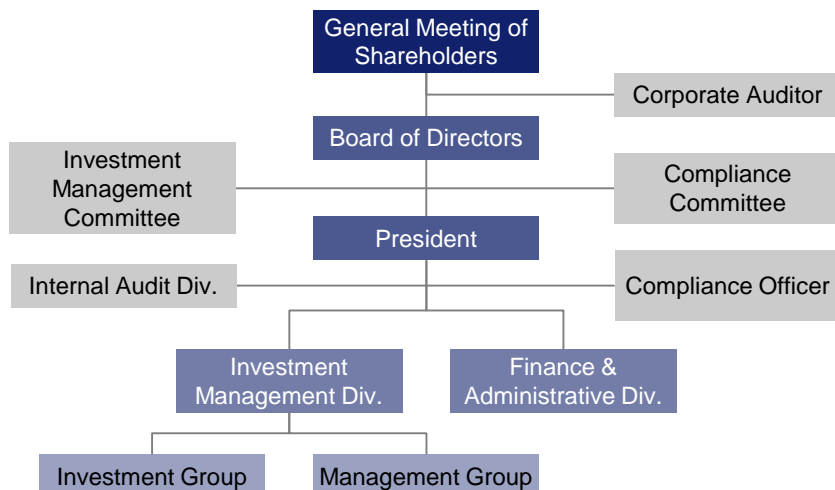 General Meeting of
Shareholders
Corporate Auditor
Board of Directors
Investment
Management
Committee
Compliance
Committee
President
Internal Audit Div.
Compliance Officer
Investment
Management Div.
Finance &
Administrative Div.
Investment Group
Management Group